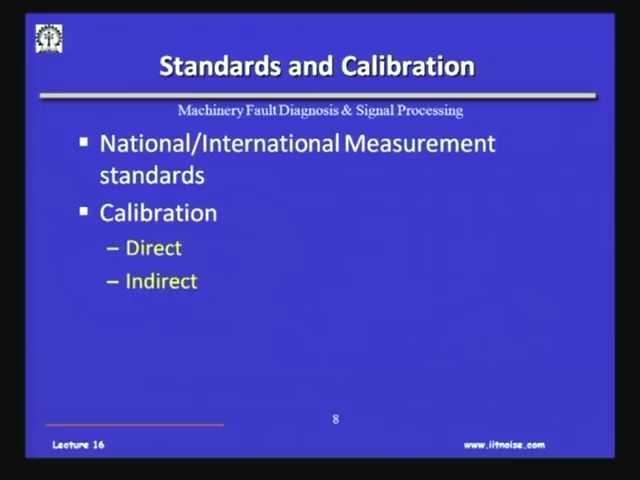 Standards and Calibration
Machinery Fault Diagnosis & Signal Processing
▪ National/International Measurement
standards
▪ Calibration
– Direct
– Indirect
8
Lecture 16
www.iitnoise.com